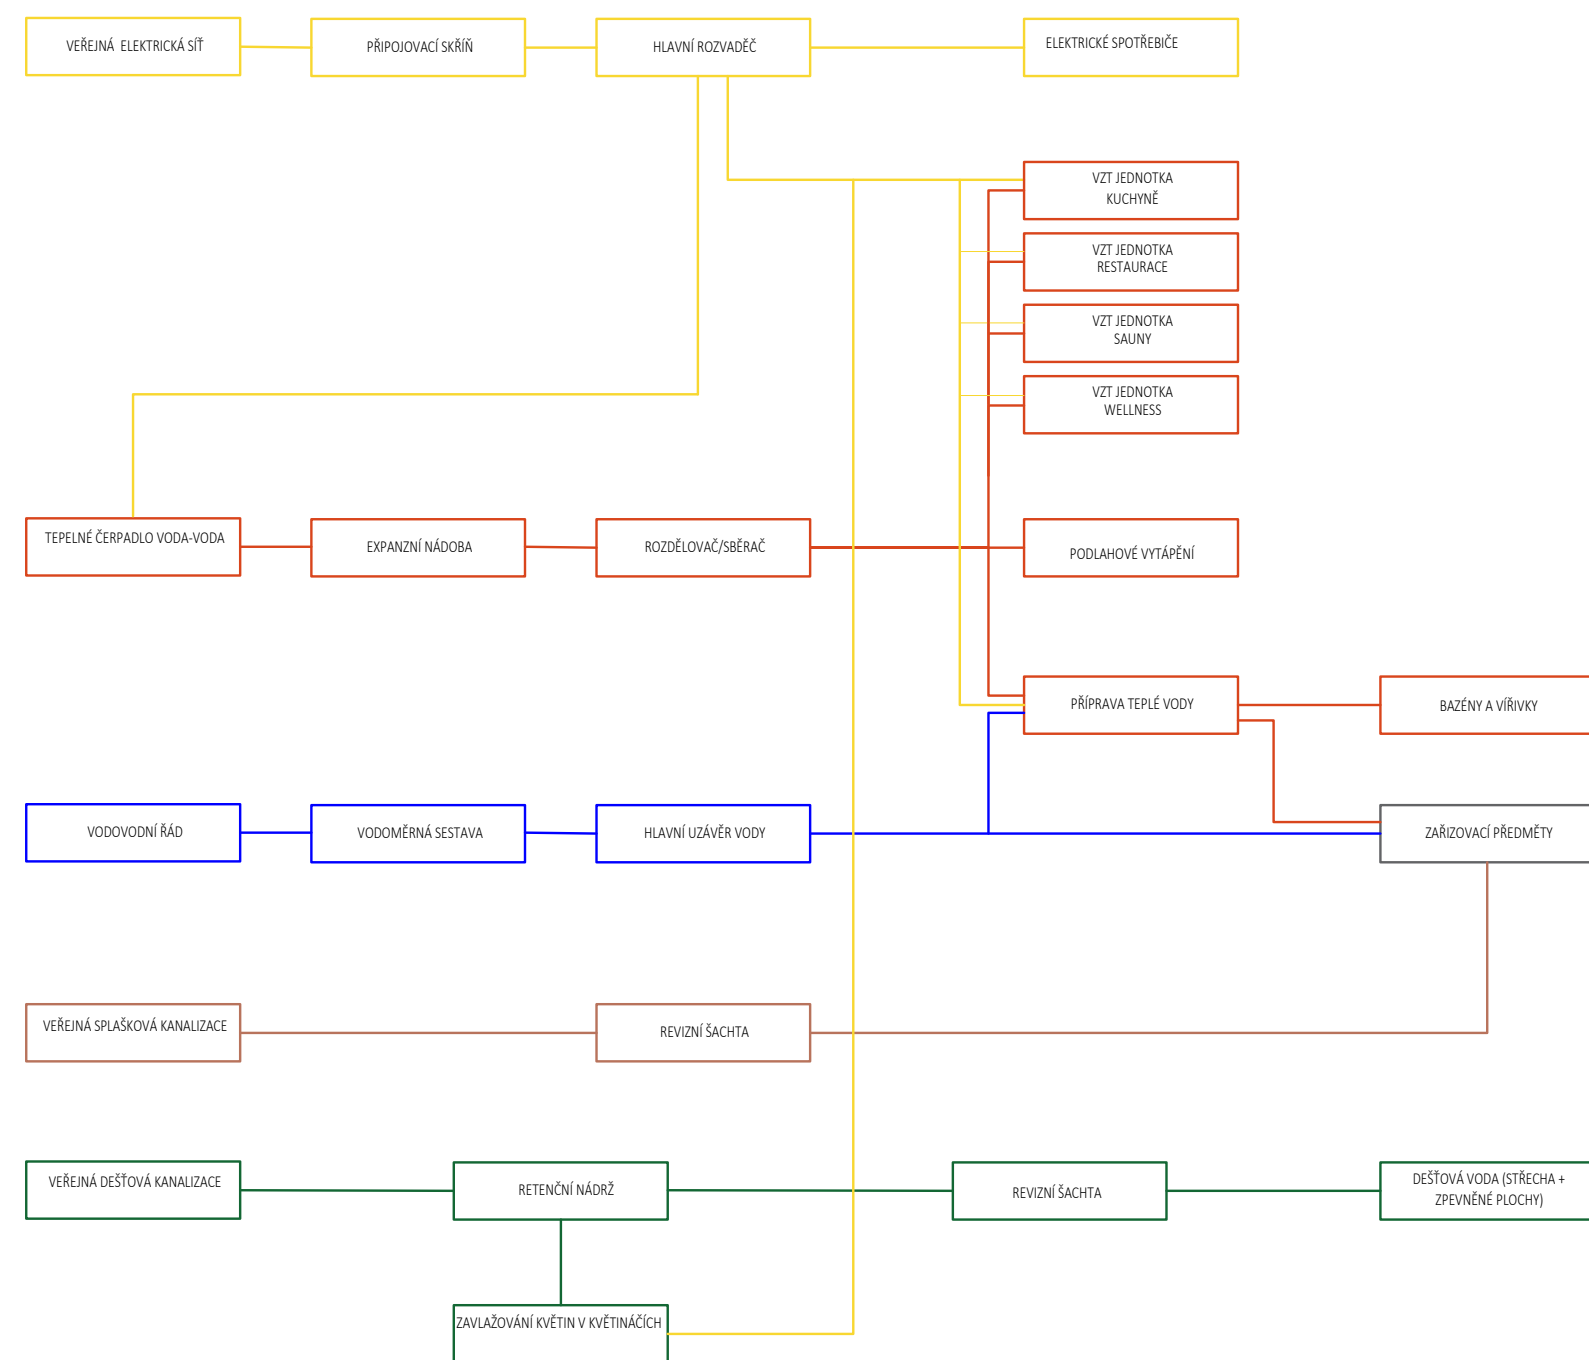 VEŘEJNÁ ELEKTRICKÁ SÍŤ
PŘIPOJOVACÍ SKŘÍŇ
HLAVNÍ ROZVADĚČ
ELEKTRICKÉ SPOTŘEBIČE
VZT JEDNOTKA
KUCHYNĚ
VZT JEDNOTKA
RESTAURACE
VZT JEDNOTKA
SAUNY
VZT JEDNOTKA
WELLNESS
TEPELNÉ ČERPADLO VODA-VODA
EXPANZNÍ NÁDOBA
ROZDĚLOVAČ/SBĚRAČ
PODLAHOVÉ VYTÁPĚNÍ
PŘÍPRAVA TEPLÉ VODY
BAZÉNY A VÍŘIVKY
VODOVODNÍ ŘÁD
VODOMĚRNÁ SESTAVA
HLAVNÍ UZÁVĚR VODY
ZAŘIZOVACÍ PŘEDMĚTY
VEŘEJNÁ SPLAŠKOVÁ KANALIZACE
REVIZNÍ ŠACHTA
VEŘEJNÁ DEŠŤOVÁ KANALIZACE
RETENČNÍ NÁDRŽ
REVIZNÍ ŠACHTA
DEŠŤOVÁ VODA (STŘECHA +
ZPEVNĚNÉ PLOCHY)
ZAVLAŽOVÁNÍ KVĚTIN V KVĚTINÁČÍCH